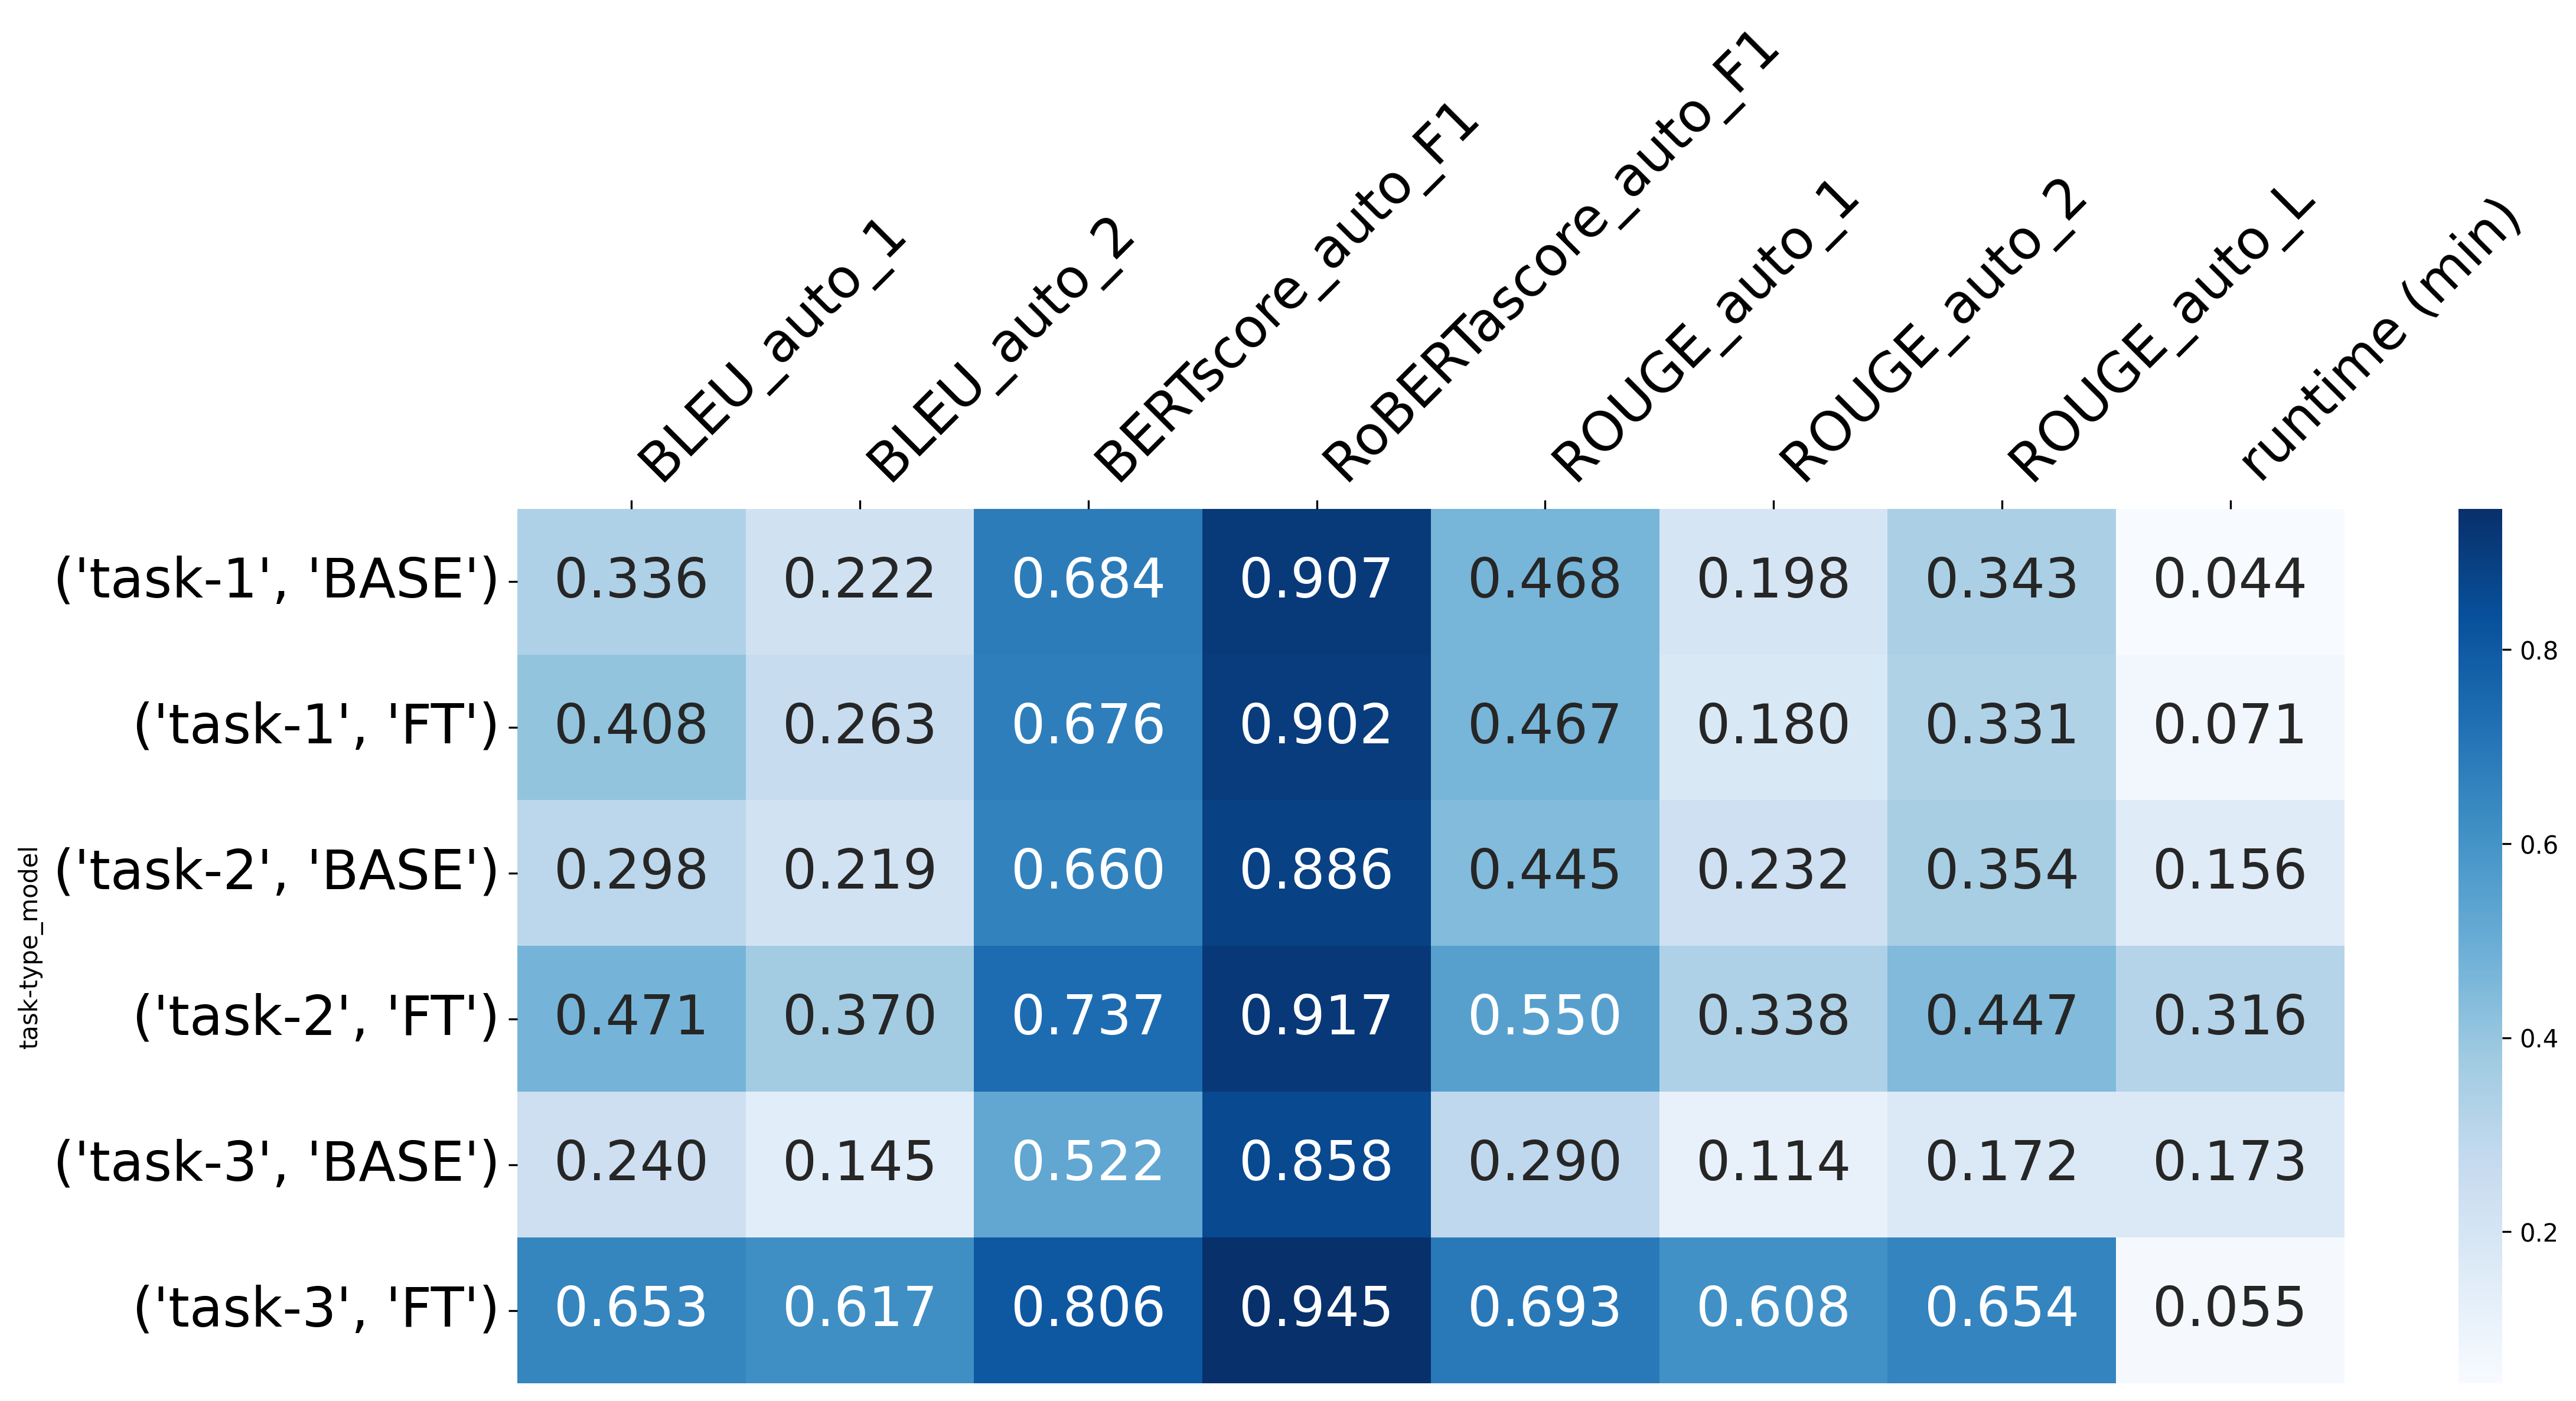 BLEU_auto_1
BLEU_auto_2
BERTscore_auto_F1
RoBERTascore_auto_F1
ROUGE_auto_1
ROUGE_auto_2
ROUGE_auto_L
runtime (min)
task-type_model
('task-1', 'BASE') 0.336 0.222 0.684 0.907 0.468 0.198 0.343 0.044
('task-1', 'FT') 0.408 0.263 0.676 0.902 0.467 0.180 0.331 0.071
('task-2', 'BASE') 0.298 0.219 0.660 0.886 0.445 0.232 0.354 0.156
('task-2', 'FT') 0.471 0.370 0.737 0.917 0.550 0.338 0.447 0.316
('task-3', 'BASE') 0.240 0.145 0.522 0.858 0.290 0.114 0.172 0.173
('task-3', 'FT') 0.653 0.617 0.806 0.945 0.693 0.608 0.654 0.055
0.8
0.6
0.4
0.2